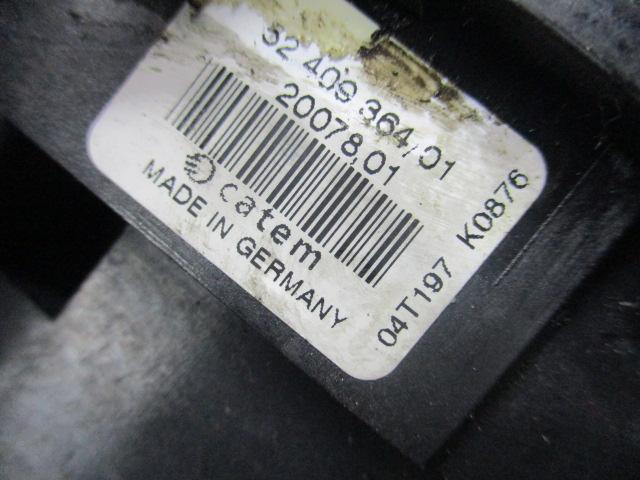 52 409 364/01
20078.01
catem
MADE IN GERMANY
04T197 K0876